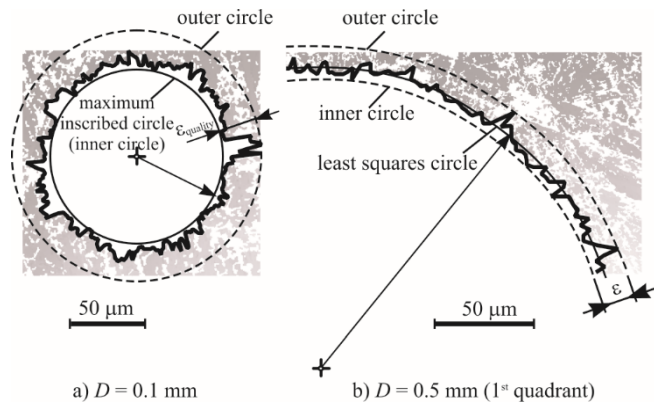 outer circle
maximum
inscribed circle
(inner circle)
εquality
50 μm
a) D = 0.1 mm
outer circle
inner circle
least squares circle
ε
50 μm
b) D = 0.5 mm (1st quadrant)